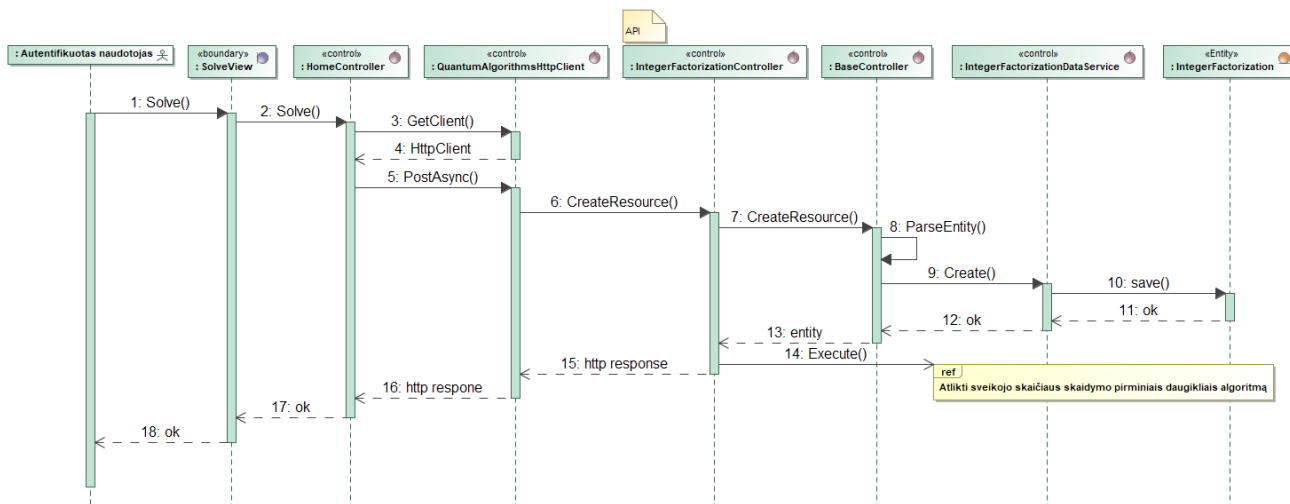 API
: Autentifikuotas naudotojas
«boundary»
: SolveView
«control»
: HomeController
«control»
: QuantumAlgorithmsHttpClient
«control»
: IntegerFactorizationController
«control»
: BaseController
«control»
: IntegerFactorizationDataService
«Entity»
: IntegerFactorization
1: Solve()
2: Solve()
3: GetClient()
4: HttpClient
5: PostAsync()
6: CreateResource()
7: CreateResource()
8: ParseEntity()
9: Create()
10: save()
11: ok
12: ok
13: entity
14: Execute()
ref
Atlikti sveikojo skaičiaus skaidymo pirminiais daugikliais algoritmą
15: http response
16: http respone
17: ok
18: ok